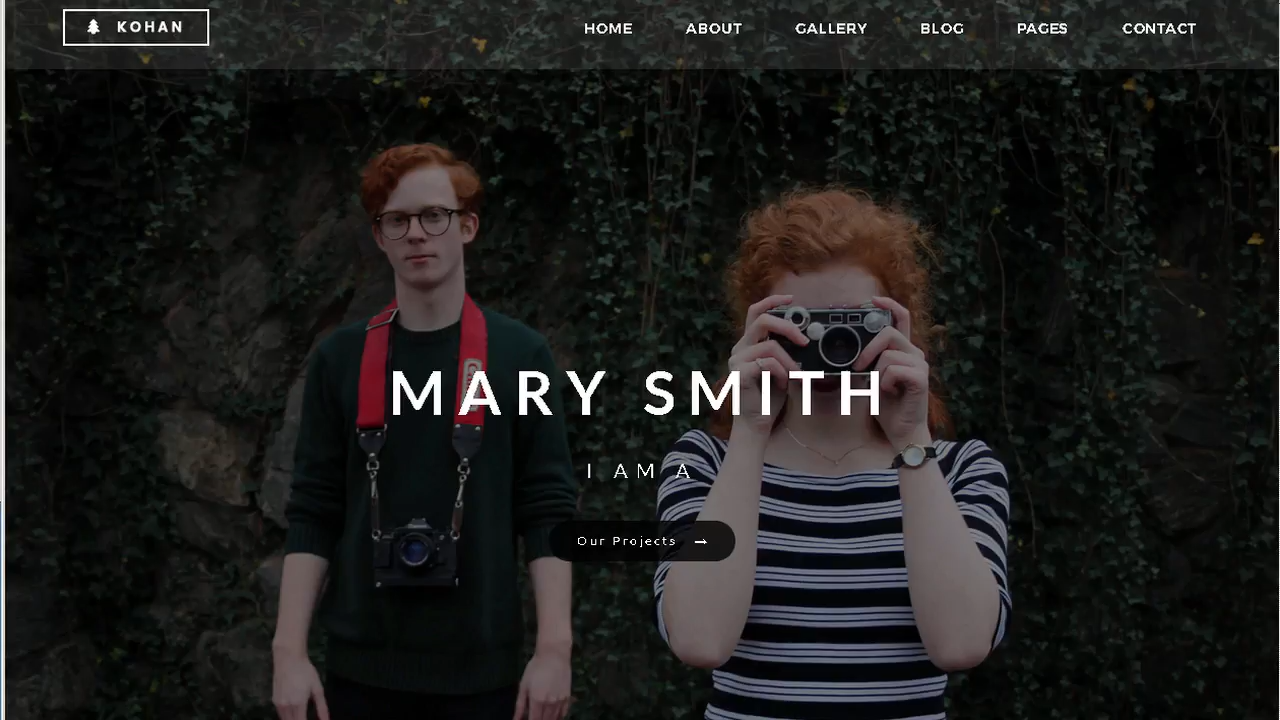 KOHAN
HOME ABOUT GALLERY BLOG PAGES CONTACT
MARY SMITH
I AM A
Our Projects →